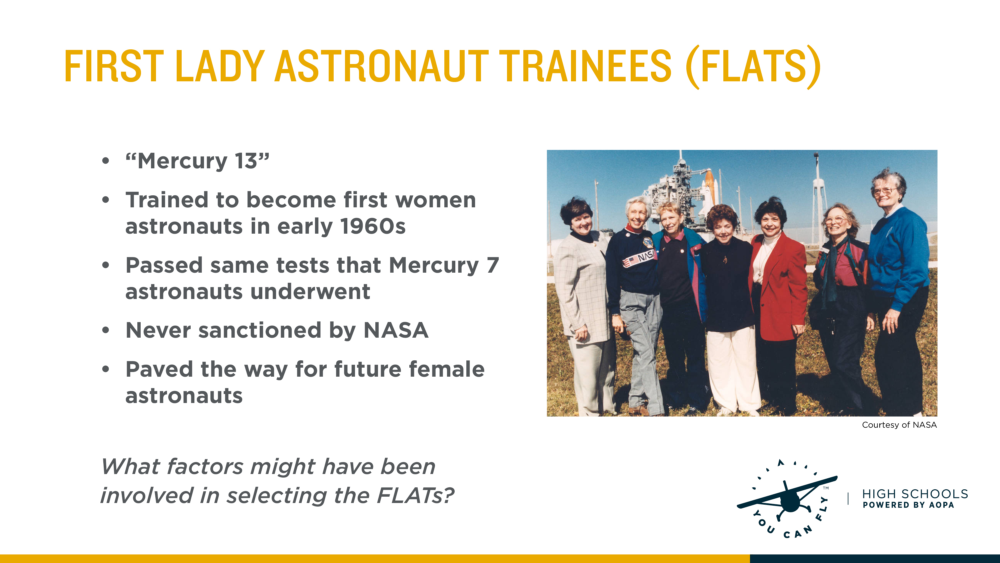 FIRST LADY ASTRONAUT TRAINEES (FLATS)
• “Mercury 13”
• Trained to become first women
astronauts in early 1960s
• Passed same tests that Mercury 7
astronauts underwent
• Never sanctioned by NASA
• Paved the way for future female
astronauts
What factors might have been
involved in selecting the FLATs?
NASA
Courtesy of NASA
YOU CAN FLY ™
HIGH SCHOOLS
POWERED BY AOPA